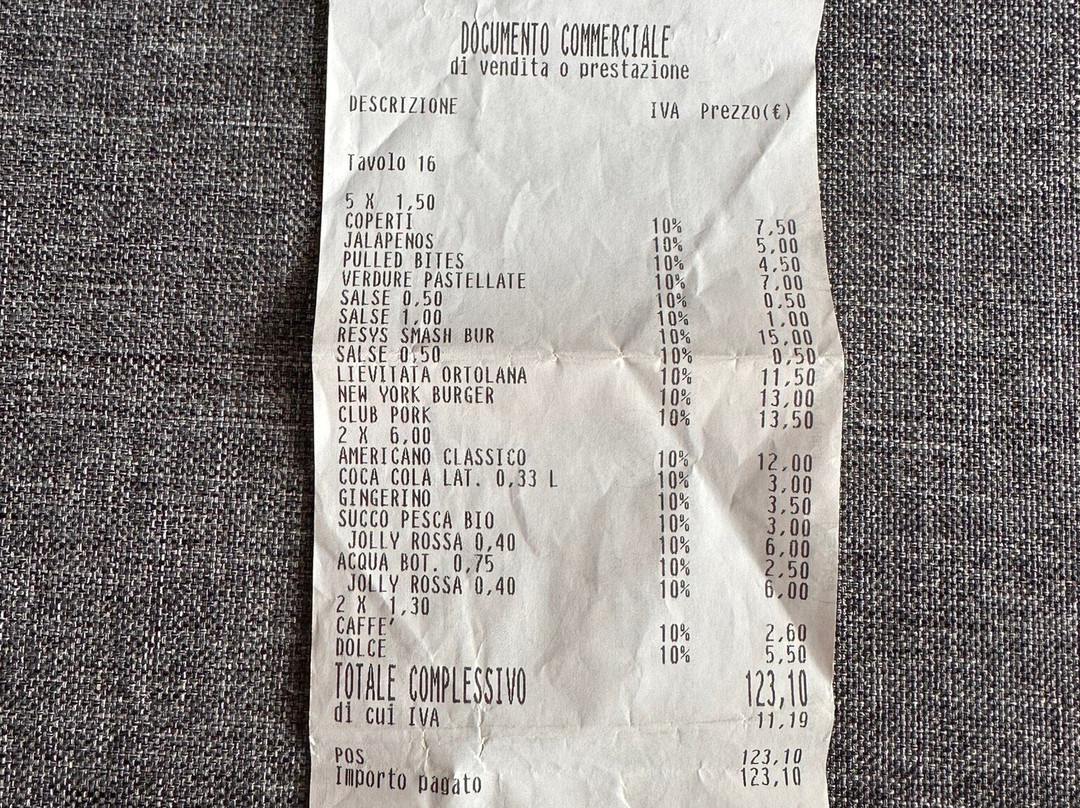 DOCUMENTO COMMERCIALE
di vendita o prestazione
DESCRIZIONE IVA Prezzo(€)
Tavolo 16
5 X 1,50
COPERTI 10% 7,50
JALAPENOS 10% 5,00
PULLED BITES 10% 4,50
VERDURE PASTELLATE 10% 7,00
SALSE 0,50 10% 0,50
SALSE 1,00 10% 1,00
RESYS SMASH BUR 10% 15,00
SALSE 0,50 10% 0,50
LIEVITATA ORTOLANA 10% 11,50
NEW YORK BURGER 10% 13,00
CLUB PORK 10% 13,50
2 X 6,00
AMERICANO CLASSICO 10% 12,00
COCA COLA LAT. 0,33 L 10% 3,00
GINGERINO 10% 3,50
SUCCO PESCA BIO 10% 3,00
JOLLY ROSSA 0,40 10% 6,00
ACQUA BOT. 0,75 10% 2,50
JOLLY ROSSA 0,40 10% 6,00
2 X 1,30
CAFFE' 10% 2,60
DOLCE 10% 5,50
TOTALE COMPLESSIVO 123,10
di cui IVA 11,19
POS 123,10
Importo pagato 123,10